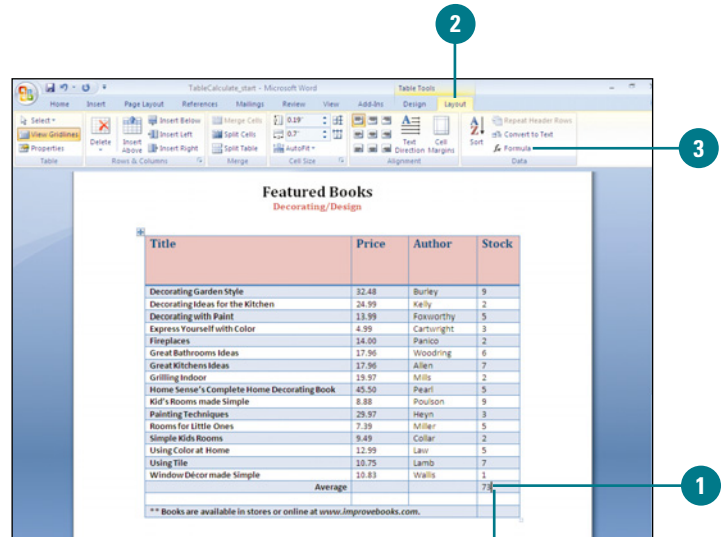 2
TableCalculate_start - Microsoft Word Table Tools
Home Insert Page Layout References Mailings Review View Add-Ins Design Layout
Select Insert Below Merge Cells 0.19" Repeat Header Rows
View Gridlines Delete Insert Above Insert Left Split Cells 0.7" Text Direction Cell Margins Sort Convert to Text
Properties Insert Right Split Table AutoFit Formula
Table Rows & Columns Merge Cell Size Alignment Data
3
Featured Books
Decorating/Design
Title Price Author Stock
Decorating Garden Style 32.48 Burley 9
Decorating Ideas for the Kitchen 24.99 Kelly 2
Decorating with Paint 13.99 Foxworthy 5
Express Yourself with Color 4.99 Cartwright 3
Fireplaces 14.00 Panico 2
Great Bathrooms Ideas 17.96 Woodring 6
Great Kitchens Ideas 17.96 Allen 7
Grilling Indoor 19.97 Mills 2
Home Sense's Complete Home Decorating Book 45.50 Pearl 5
Kid's Rooms made Simple 8.88 Poulson 9
Painting Techniques 29.97 Heyn 3
Rooms for Little Ones 7.39 Miller 5
Simple Kids Rooms 9.49 Collar 2
Using Color at Home 12.99 Law 5
Using Tile 10.75 Lamb 7
Window Décor made Simple 10.83 Wallis 1
Average 73
1
** Books are available in stores or online at www.improvebooks.com.